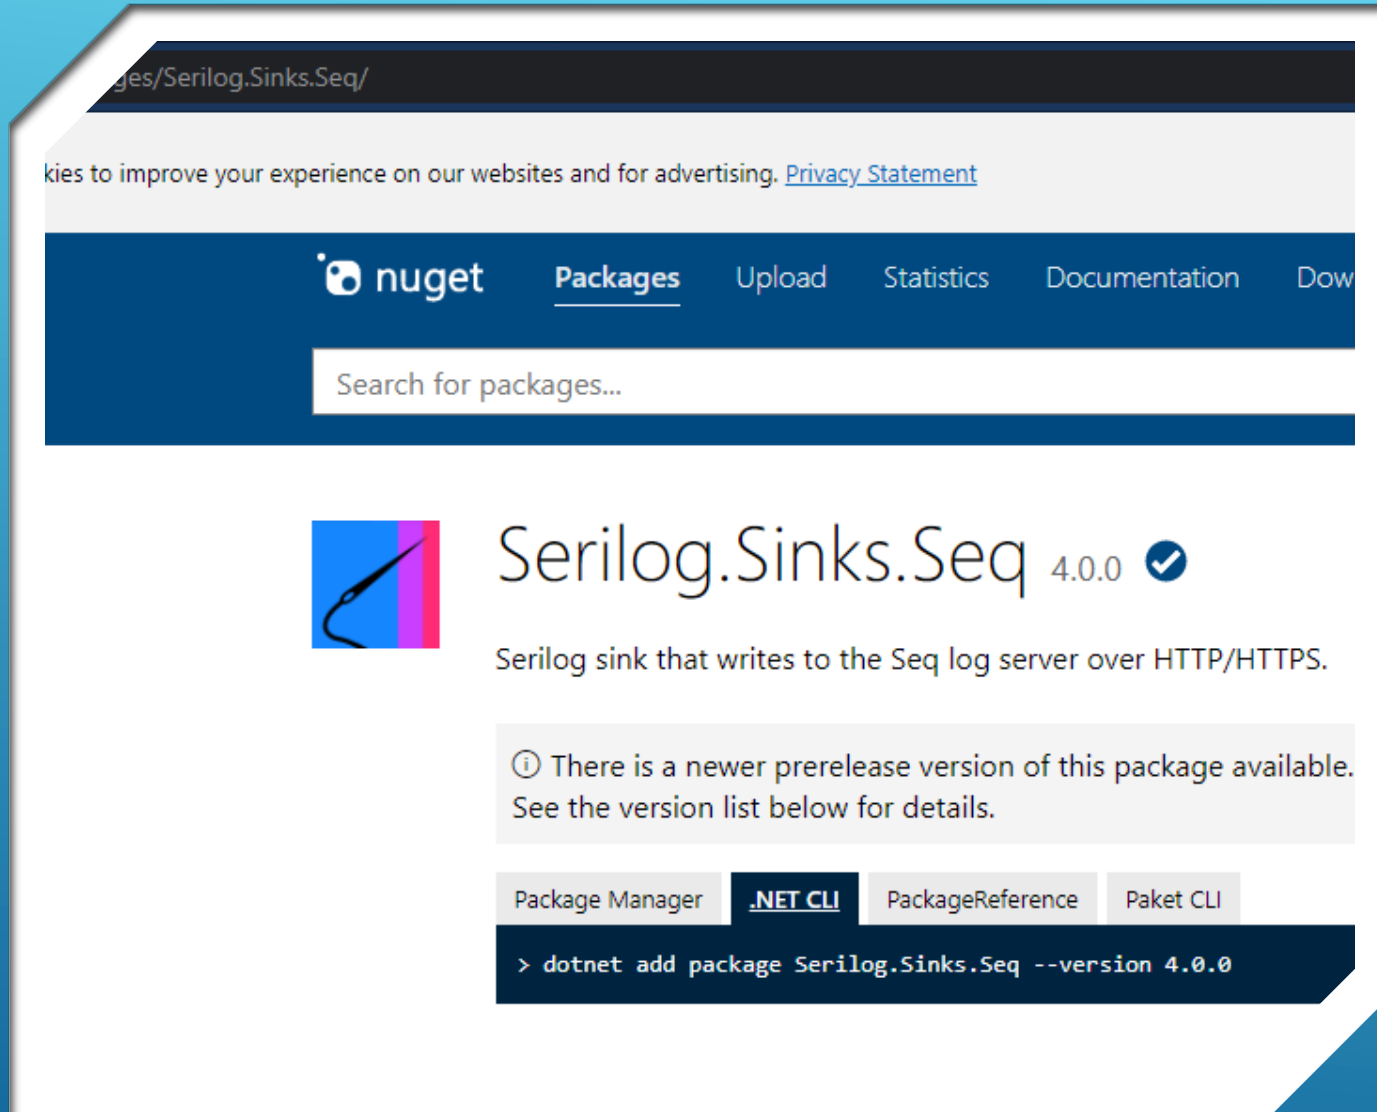 ges/Serilog.Sinks.Seq/
kies to improve your experience on our websites and for advertising. Privacy Statement
nuget Packages Upload Statistics Documentation Dow
Search for packages...
Serilog.Sinks.Seq 4.0.0
Serilog sink that writes to the Seq log server over HTTP/HTTPS.
There is a newer prerelease version of this package available.
See the version list below for details.
Package Manager .NET CLI PackageReference Paket CLI
> dotnet add package Serilog.Sinks.Seq --version 4.0.0